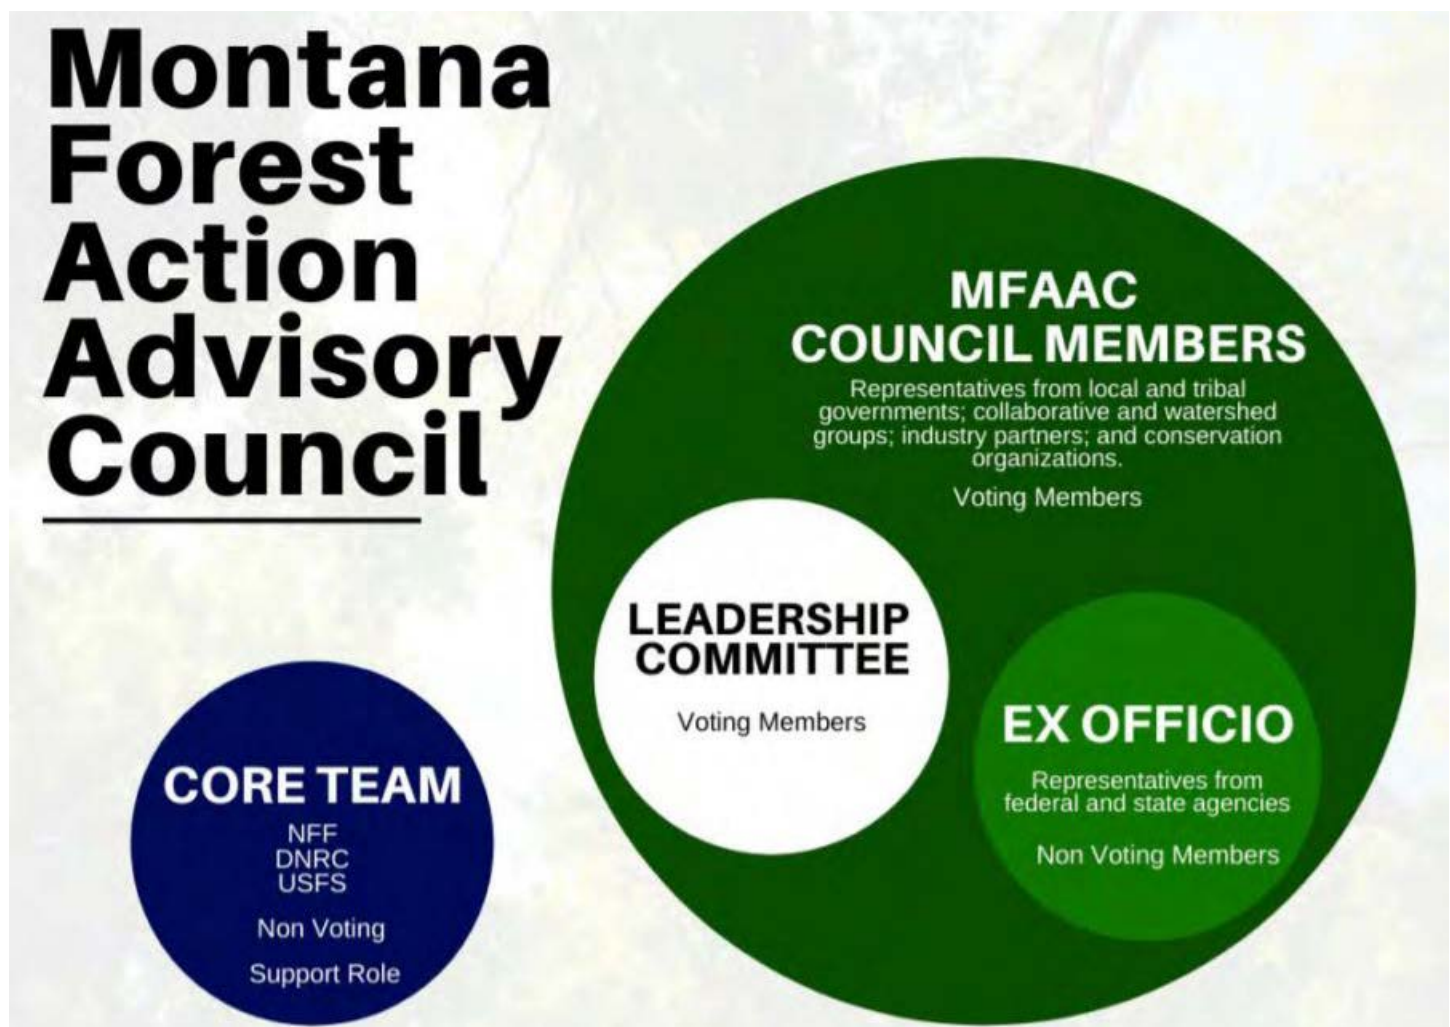 Montana
Forest
Action
Advisory
Council
MFAAC
COUNCIL MEMBERS
Representatives from local and tribal
governments; collaborative and watershed
groups; industry partners; and conservation
organizations.
Voting Members
LEADERSHIP
COMMITTEE
Voting Members
EX OFFICIO
Representatives from
federal and state agencies
Non Voting Members
CORE TEAM
NFF
DNRC
USFS
Non Voting
Support Role